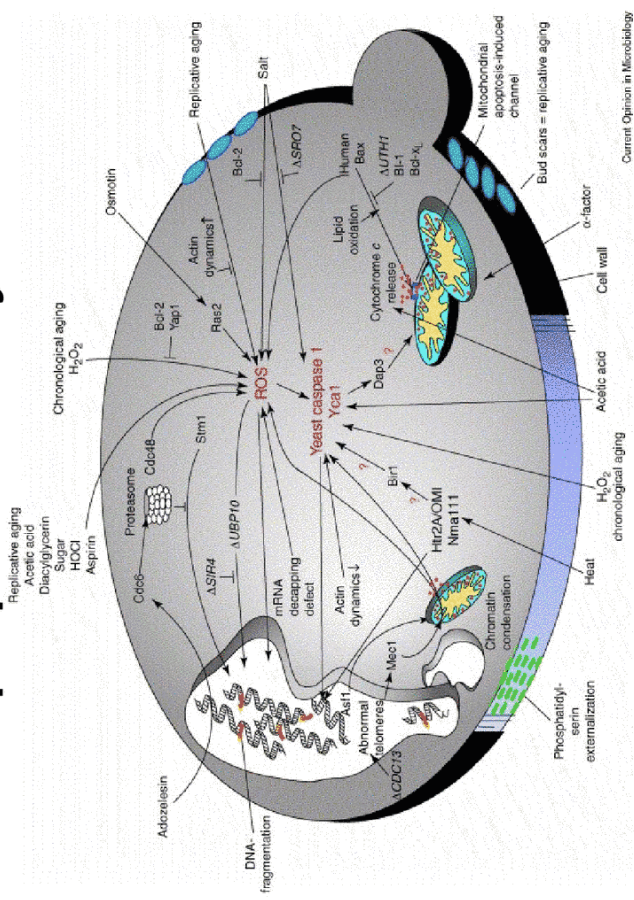 Replicative aging
Acetic acid
Diacylglycerin
Sugar
HOCl
Aspirin
Chronological aging
H2O2
Osmotin
Replicative aging
Salt
Proteasome
Cdc48
Cdc6
Stm1
Bcl-2
Yap1
Ras2
Actin
dynamics↑
Bcl-2
ΔSRO7
Adozelesin
ΔSIR4
ΔUBP10
ROS
Human
Bax
ΔUTH1
BI-1
Bcl-xL
Lipid
oxidation
Mitochondrial
apoptosis-induced
channel
mRNA
decapping
defect
Yeast caspase 1
Yca1
Cytochrome c
release
DNA-
fragmentation
Actin
dynamics↓
?
Dap3
?
Bir1
?
Htr2A/OMI
Nma111
Asf1
Abnormal
telomeres
Mec1
ΔCDC13
Chromatin
condensation
Bud scars = replicative aging
α-factor
Cell wall
Acetic acid
H2O2
chronological aging
Heat
Phosphatidyl-
serin
externalization
Current Opinion in Microbiology